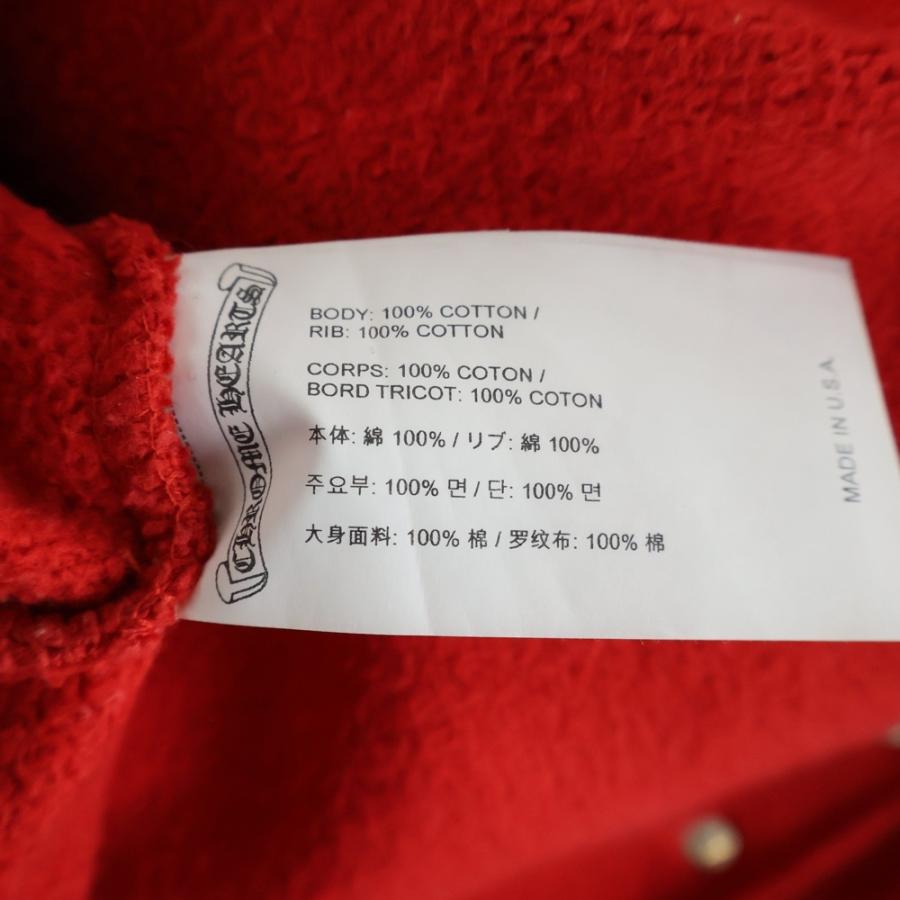 CHROME HEARTS
BODY: 100% COTTON /
RIB: 100% COTTON
CORPS: 100% COTON /
BORD TRICOT: 100% COTON
本体: 綿 100% / リブ: 綿 100%
주요부: 100% 면 / 단: 100% 면
大身面料: 100% 棉 / 罗纹布: 100% 棉
MADE IN U.S.A